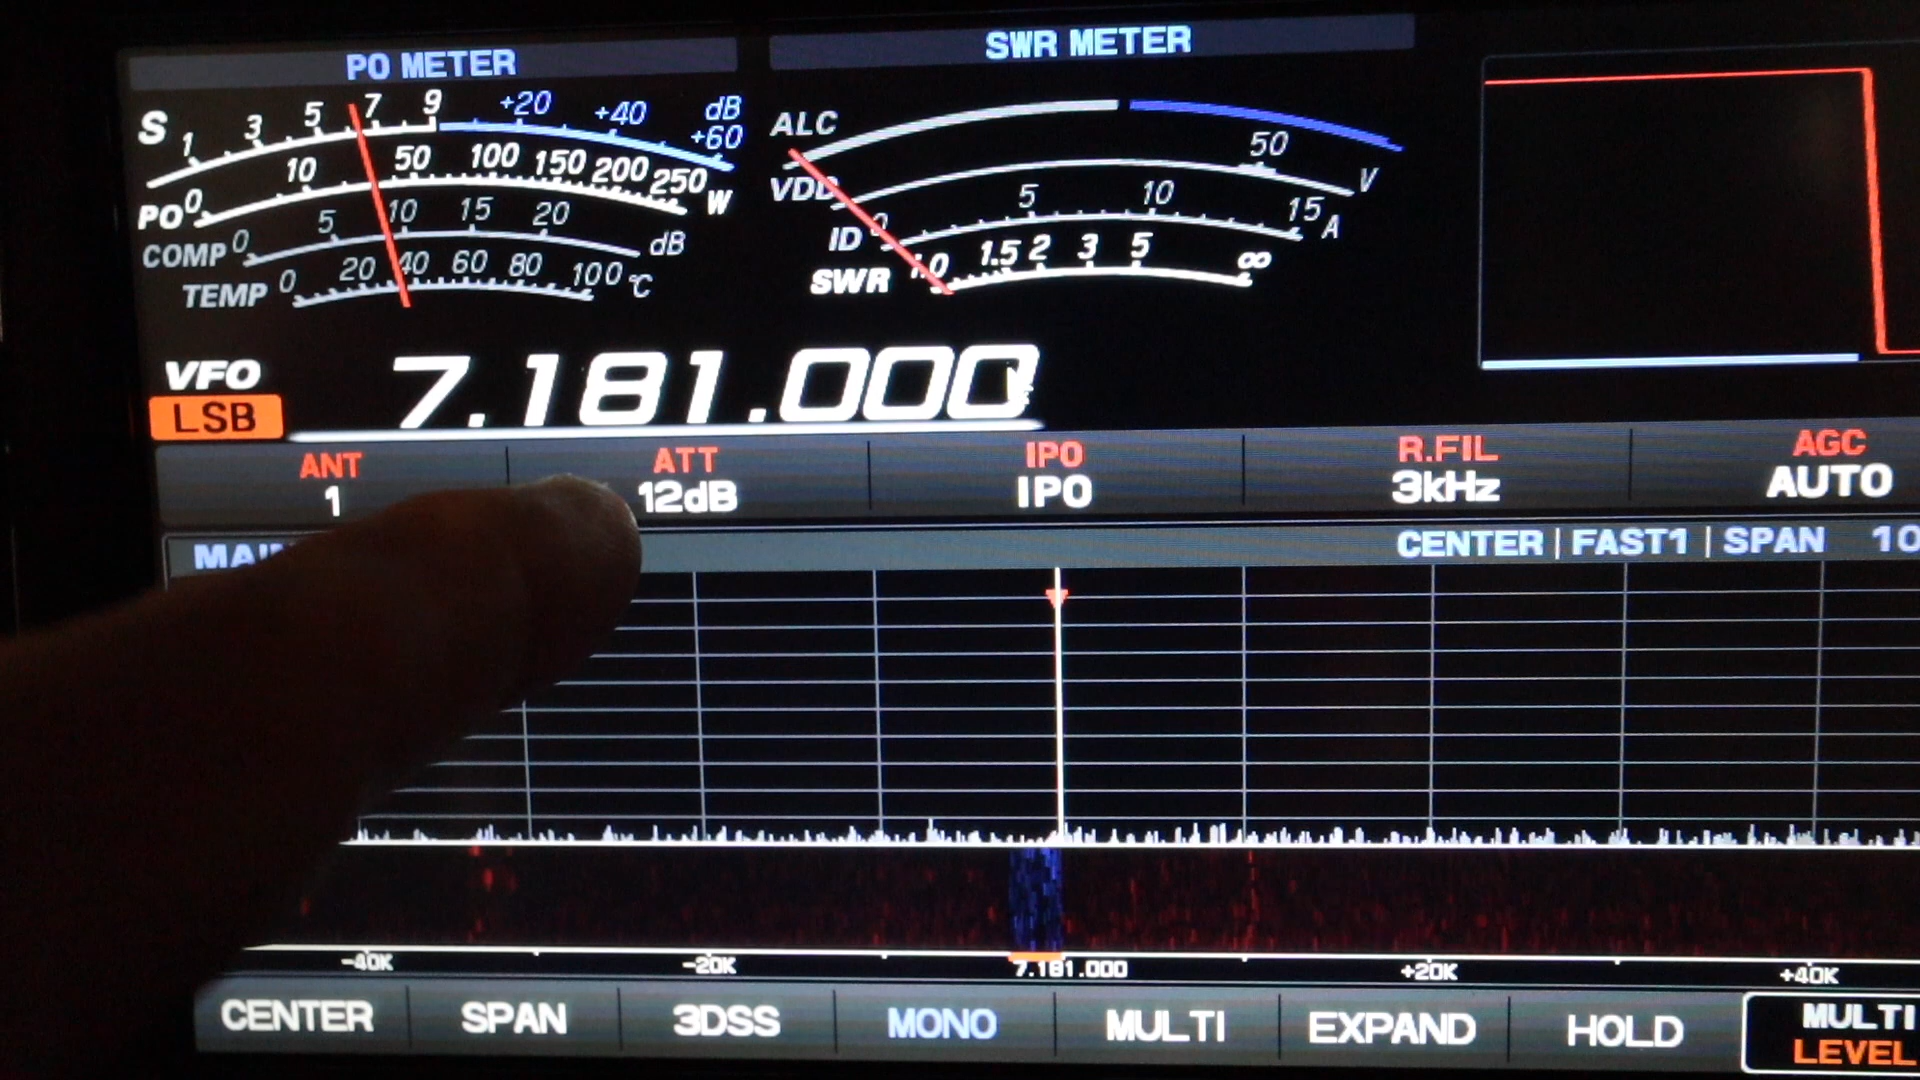 PO METER
SWR METER
S 1 3 5 7 9 +20 +40 +60 dB
PO 0 10 50 100 150 200 250 W
COMP 0 5 10 15 20 dB
TEMP 0 20 40 60 80 100 °C
ALC
VDD 50 V
ID 0 5 10 15 A
SWR 1.0 1.5 2 3 5 ∞
VFO
LSB
7.181.000
ANT ATT IPO R.FIL AGC
1 12dB IPO 3kHz AUTO
CENTER | FAST1 | SPAN 10
-40K -20K 7.181.000 +20K +40K
CENTER SPAN 3DSS MONO MULTI EXPAND HOLD MULTI
LEVEL